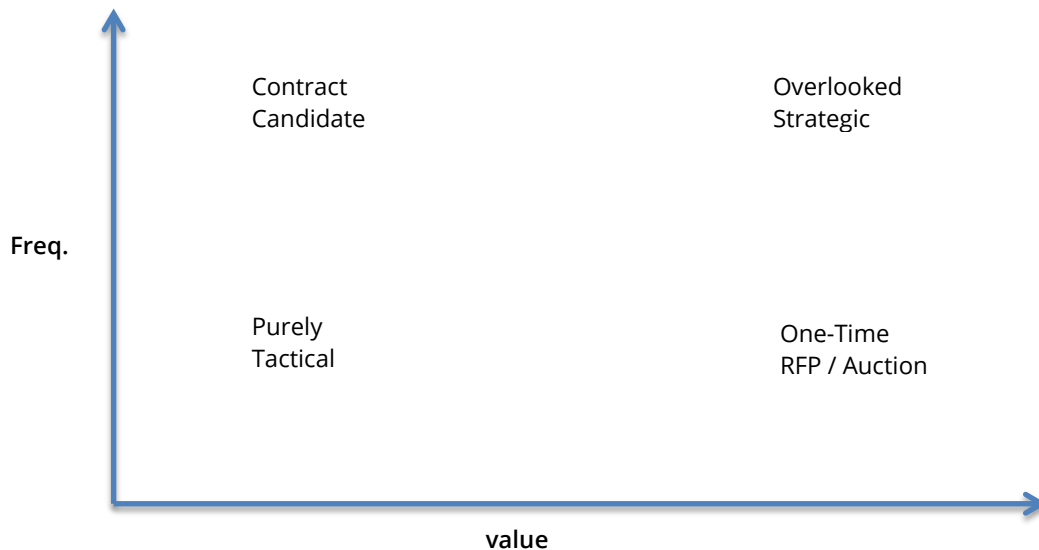 Contract
Candidate
Overlooked
Strategic
Freq.
Purely
Tactical
One-Time
RFP / Auction
value